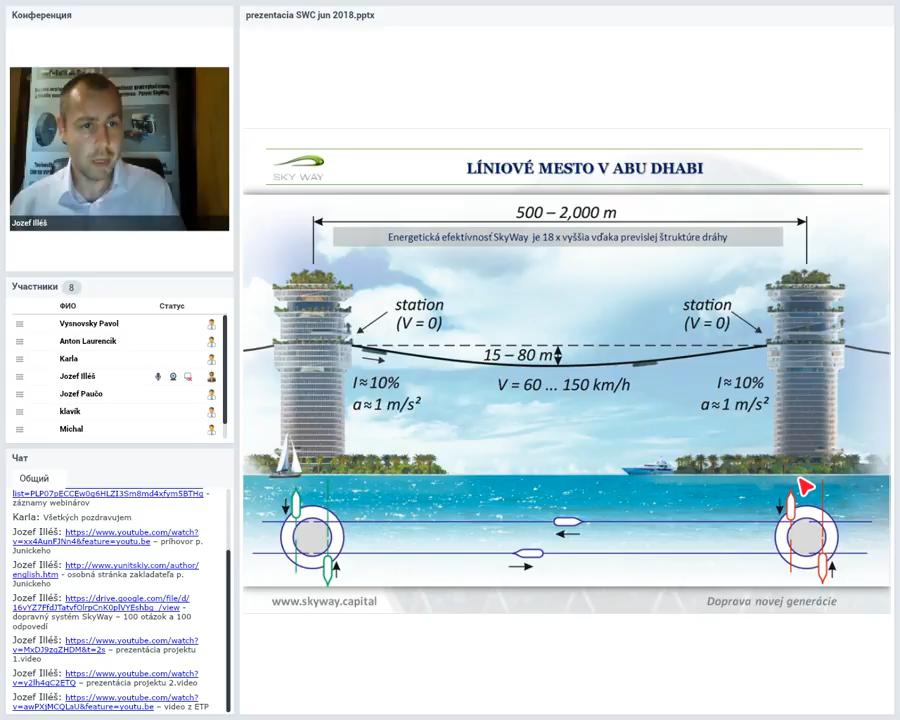 Конференция
Jozef Illéš
Участники 8
ФИО Статус
Vysnovsky Pavol
Anton Laurencik
Karla
Jozef Illéš
Jozef Paučo
klavík
Michal
Чат
Общий
list=PLP07pECCEw0q6HLZI3Sm8md4xfym5BTHq -
záznamy webinárov
Karla: Všetkých pozdravujem
Jozef Illéš: https://www.youtube.com/watch?
v=xx4AunFJNn4&feature=youtu.be – príhovor p.
Junickeho
Jozef Illéš: http://www.yunitskiy.com/author/
english.htm - osobná stránka zakladateľa p.
Junickeho
Jozef Illéš: https://drive.google.com/file/d/
16vYZ7FfdJTatvfOlrpCnK0plVYEshbg_/view -
dopravný systém SkyWay – 100 otázok a 100
odpovedí
Jozef Illéš: https://www.youtube.com/watch?
v=MxDJ9zqZHDM&t=2s – prezentácia projektu
1.video
Jozef Illéš: https://www.youtube.com/watch?
v=y2lh4qC2ETQ – prezentácia projektu 2.video
Jozef Illéš: https://www.youtube.com/watch?
v=awPXjMCQLaU&feature=youtu.be – video z ETP
prezentacia SWC jun 2018.pptx
SKY WAY
LÍNIOVÉ MESTO V ABU DHABI
500 – 2,000 m
Energetická efektívnosť SkyWay je 18 x vyššia vďaka previslej štruktúre dráhy
station
(V = 0)
station
(V = 0)
15 – 80 m
I ≈ 10%
a ≈ 1 m/s²
V = 60 ... 150 km/h
I ≈ 10%
a ≈ 1 m/s²
www.skyway.capital
Doprava novej generácie